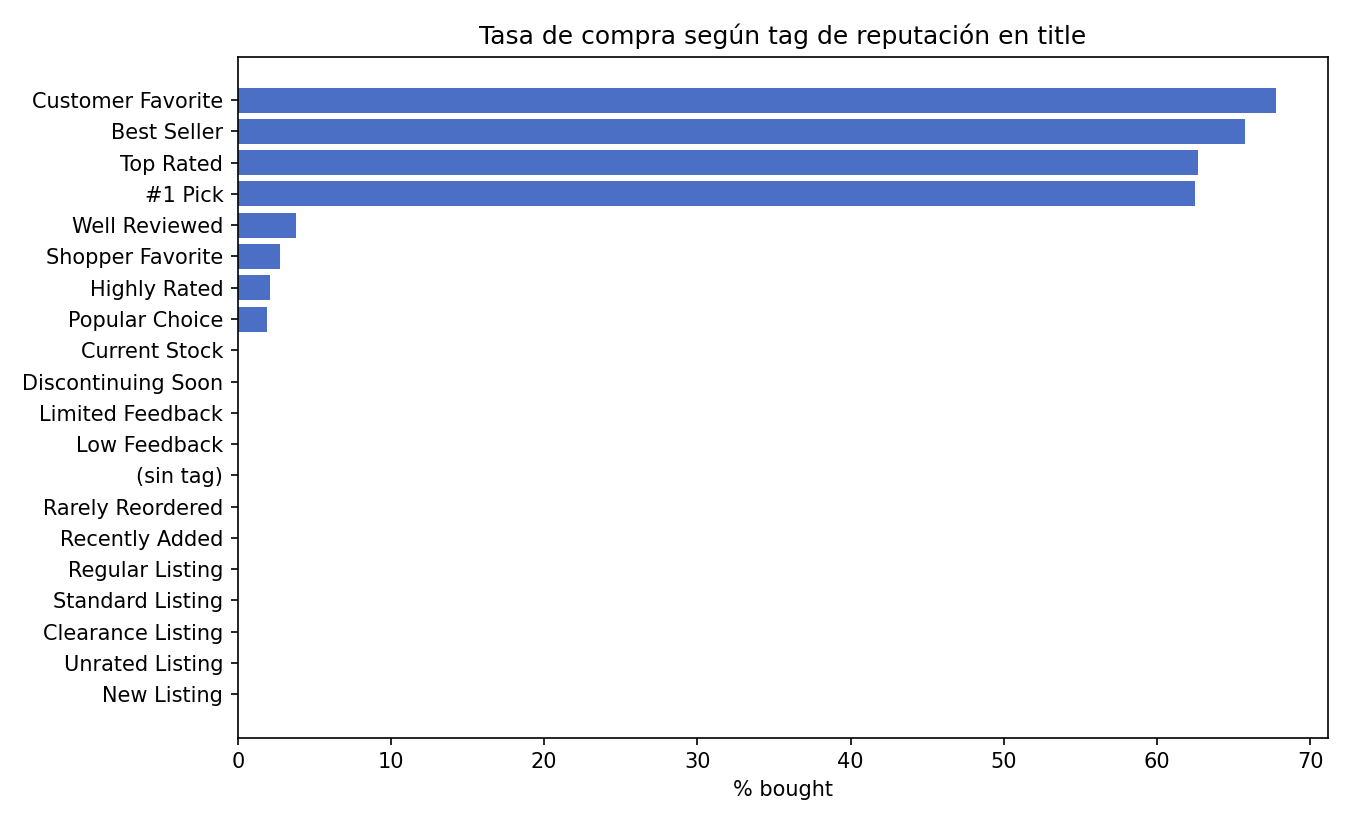 Tasa de compra según tag de reputación en title
Customer Favorite
Best Seller
Top Rated
#1 Pick
Well Reviewed
Shopper Favorite
Highly Rated
Popular Choice
Current Stock
Discontinuing Soon
Limited Feedback
Low Feedback
(sin tag)
Rarely Reordered
Recently Added
Regular Listing
Standard Listing
Clearance Listing
Unrated Listing
New Listing
0 10 20 30 40 50 60 70
% bought